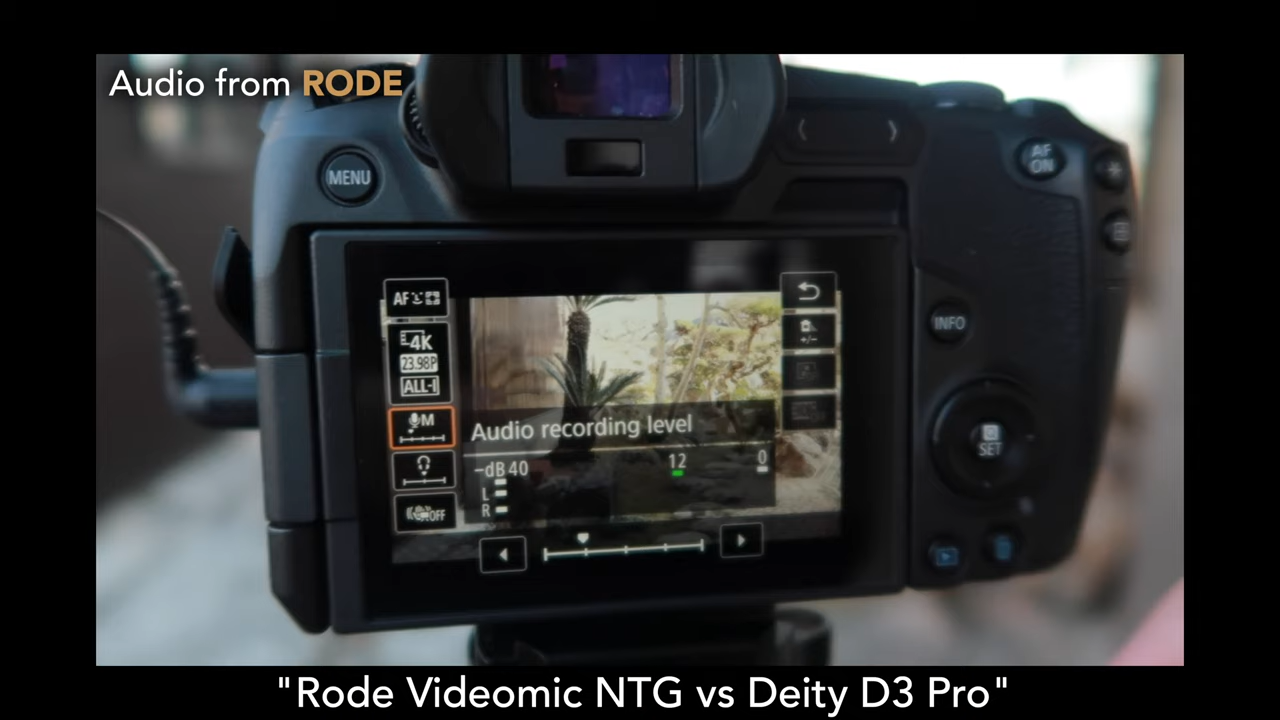 Audio from RODE
MENU
AF
ON
AF
4K
23.98P
ALL-I
M
OFF
+/-
Audio recording level
-dB 40 12 0
L
R
INFO
SET
"Rode Videomic NTG vs Deity D3 Pro"